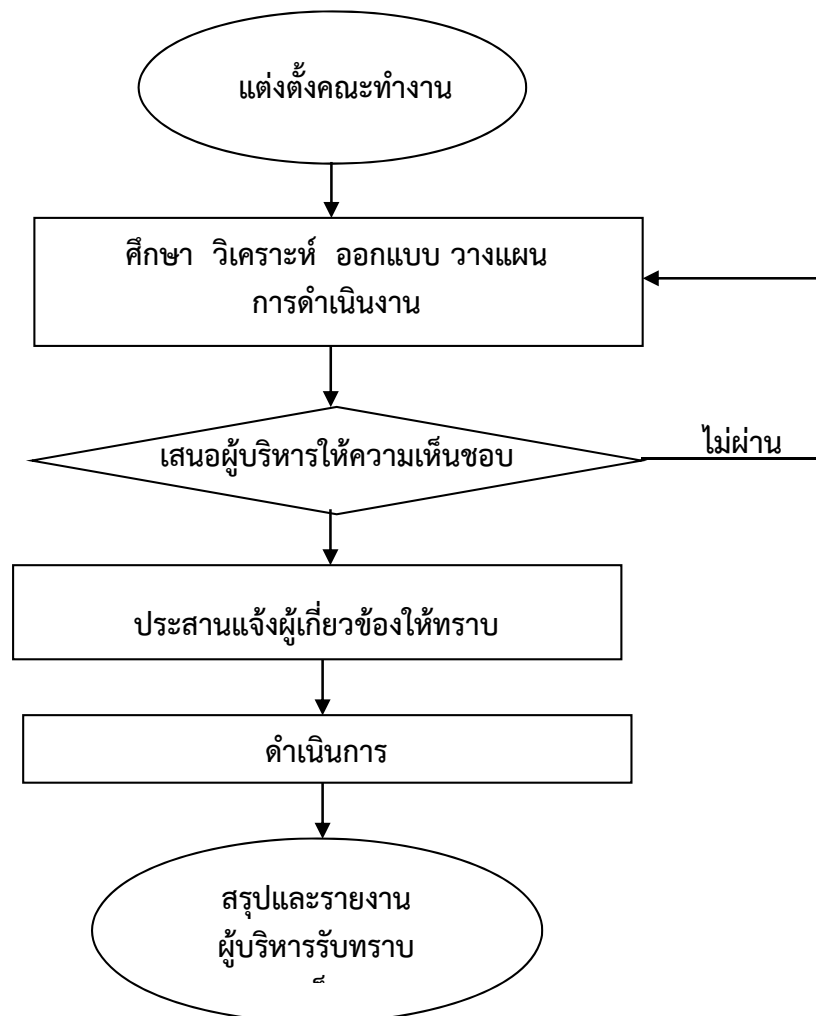 แต่งตั้งคณะทำงาน
ศึกษา วิเคราะห์ ออกแบบ วางแผน
การดำเนินงาน
เสนอผู้บริหารให้ความเห็นชอบ
ไม่ผ่าน
ประสานแจ้งผู้เกี่ยวข้องให้ทราบ
ดำเนินการ
สรุปและรายงาน
ผู้บริหารรับทราบ